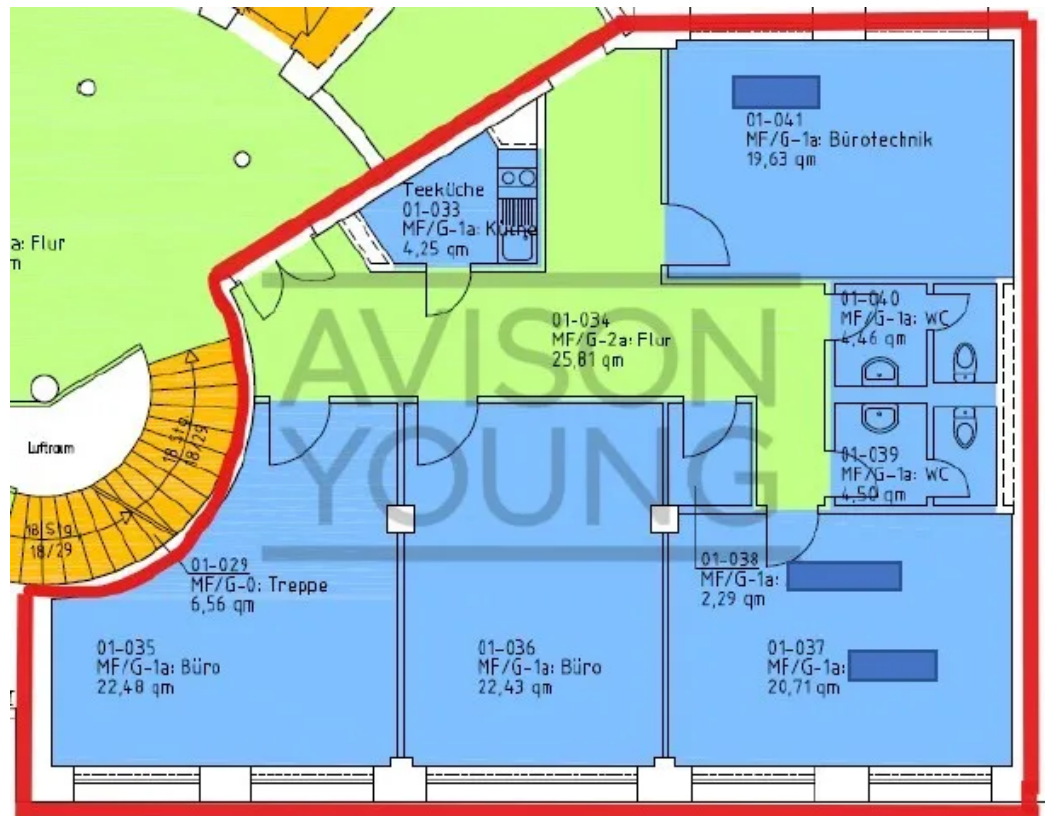 01-041
MF/G-1a: Bürotechnik
19,63 qm
Teeküche
01-033
MF/G-1a: Küche
4,25 qm
a: Flur
m
01-040
MF/G-1a: WC
4,46 qm
01-034
MF/G-2a: Flur
25,81 qm
AVISON
YOUNG
Luftraum
18 Stg
18/29
01-039
MF/G-1a: WC
4,50 qm
18 Stg
18/29
01-029
MF/G-0: Treppe
6,56 qm
01-038
MF/G-1a:
2,29 qm
01-035
MF/G-1a: Büro
22,48 qm
01-036
MF/G-1a: Büro
22,43 qm
01-037
MF/G-1a:
20,71 qm